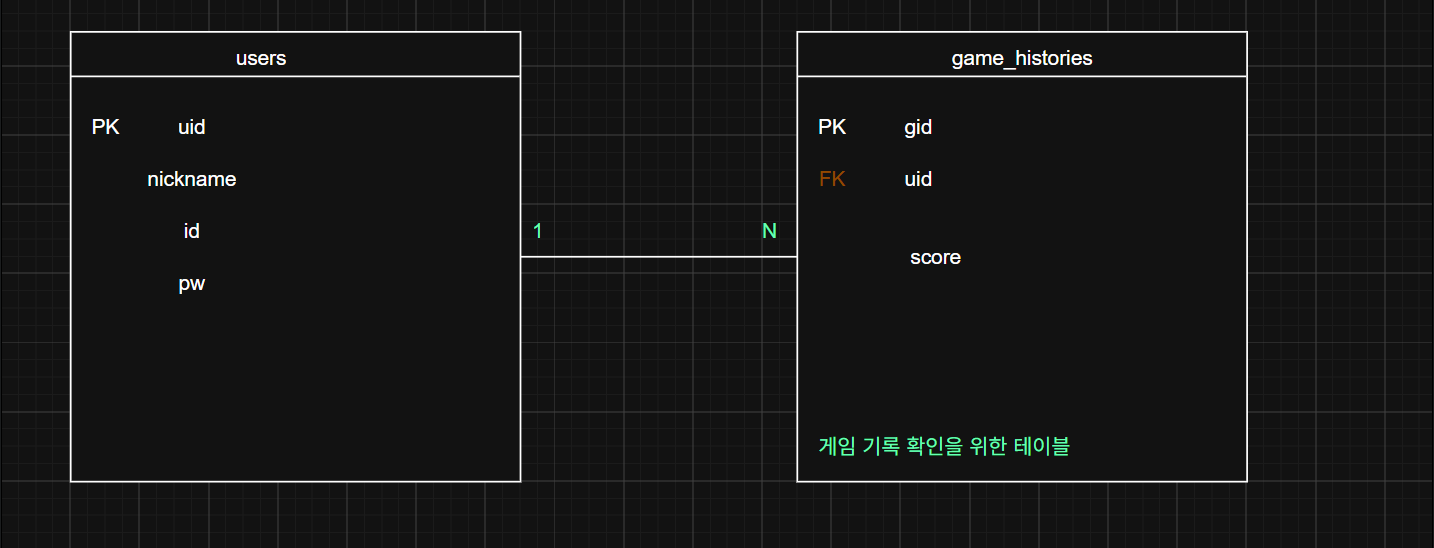 users
PK uid
nickname
id
pw
1 N
game_histories
PK gid
FK uid
score
게임 기록 확인을 위한 테이블